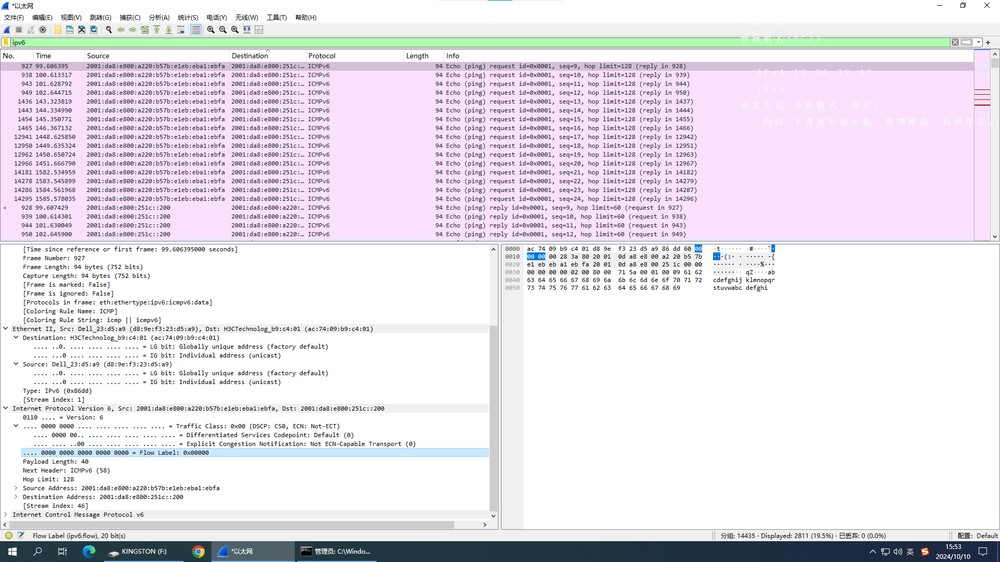 *以太网
文件(F) 编辑(E) 视图(V) 跳转(G) 捕获(C) 分析(A) 统计(S) 电话(Y) 无线(W) 工具(T) 帮助(H)
ipv6
计算机名:PC33
No. Time Source Destination Protocol Length Info
927 99.606395 2001:da8:e800:a220:b57b:e1eb:eba1:ebfa 2001:da8:e800:251c:… ICMPv6 94 Echo (ping) request id=0x0001, seq=9, hop limit=128 (reply in 928)
938 100.613317 2001:da8:e800:a220:b57b:e1eb:eba1:ebfa 2001:da8:e800:251c:… ICMPv6 94 Echo (ping) request id=0x0001, seq=10, hop limit=128 (reply in 939)
943 101.628792 2001:da8:e800:a220:b57b:e1eb:eba1:ebfa 2001:da8:e800:251c:… ICMPv6 94 Echo (ping) request id=0x0001, seq=11, hop limit=128 (reply in 944)
949 102.644715 2001:da8:e800:a220:b57b:e1eb:eba1:ebfa 2001:da8:e800:251c:… ICMPv6 94 Echo (ping) request id=0x0001, seq=12, hop limit=128 (reply in 950)
1436 143.323819 2001:da8:e800:a220:b57b:e1eb:eba1:ebfa 2001:da8:e800:251c:… ICMPv6 94 Echo (ping) request id=0x0001, seq=13, hop limit=128 (reply in 1437)
1443 144.334990 2001:da8:e800:a220:b57b:e1eb:eba1:ebfa 2001:da8:e800:251c:… ICMPv6 94 Echo (ping) request id=0x0001, seq=14, hop limit=128 (reply in 1444)
1454 145.350771 2001:da8:e800:a220:b57b:e1eb:eba1:ebfa 2001:da8:e800:251c:… ICMPv6 94 Echo (ping) request id=0x0001, seq=15, hop limit=128 (reply in 1455)
1465 146.367132 2001:da8:e800:a220:b57b:e1eb:eba1:ebfa 2001:da8:e800:251c:… ICMPv6 94 Echo (ping) request id=0x0001, seq=16, hop limit=128 (reply in 1466)
12941 1448.625850 2001:da8:e800:a220:b57b:e1eb:eba1:ebfa 2001:da8:e800:251c:… ICMPv6 94 Echo (ping) request id=0x0001, seq=17, hop limit=128 (reply in 12942)
12950 1449.635324 2001:da8:e800:a220:b57b:e1eb:eba1:ebfa 2001:da8:e800:251c:… ICMPv6 94 Echo (ping) request id=0x0001, seq=18, hop limit=128 (reply in 12951)
12962 1450.650724 2001:da8:e800:a220:b57b:e1eb:eba1:ebfa 2001:da8:e800:251c:… ICMPv6 94 Echo (ping) request id=0x0001, seq=19, hop limit=128 (reply in 12963)
12966 1451.666790 2001:da8:e800:a220:b57b:e1eb:eba1:ebfa 2001:da8:e800:251c:… ICMPv6 94 Echo (ping) request id=0x0001, seq=20, hop limit=128 (reply in 12967)
14181 1582.534959 2001:da8:e800:a220:b57b:e1eb:eba1:ebfa 2001:da8:e800:251c:… ICMPv6 94 Echo (ping) request id=0x0001, seq=21, hop limit=128 (reply in 14182)
14278 1583.545899 2001:da8:e800:a220:b57b:e1eb:eba1:ebfa 2001:da8:e800:251c:… ICMPv6 94 Echo (ping) request id=0x0001, seq=22, hop limit=128 (reply in 14279)
14286 1584.561968 2001:da8:e800:a220:b57b:e1eb:eba1:ebfa 2001:da8:e800:251c:… ICMPv6 94 Echo (ping) request id=0x0001, seq=23, hop limit=128 (reply in 14287)
14295 1585.578035 2001:da8:e800:a220:b57b:e1eb:eba1:ebfa 2001:da8:e800:251c:… ICMPv6 94 Echo (ping) request id=0x0001, seq=24, hop limit=128 (reply in 14296)
928 99.607429 2001:da8:e800:251c::200 2001:da8:e800:a220:… ICMPv6 94 Echo (ping) reply id=0x0001, seq=9, hop limit=60 (request in 927)
939 100.614301 2001:da8:e800:251c::200 2001:da8:e800:a220:… ICMPv6 94 Echo (ping) reply id=0x0001, seq=10, hop limit=60 (request in 938)
944 101.630049 2001:da8:e800:251c::200 2001:da8:e800:a220:… ICMPv6 94 Echo (ping) reply id=0x0001, seq=11, hop limit=60 (request in 943)
950 102.645900 2001:da8:e800:251c::200 2001:da8:e800:a220:… ICMPv6 94 Echo (ping) reply id=0x0001, seq=12, hop limit=60 (request in 949)
IPv4:10.26.29.43
IPv6:
还原方式:还原模式(每天)
内容:下课离开请关机，整理座位，垃圾带走。
[Time since reference or first frame: 99.606395000 seconds]
Frame Number: 927
Frame Length: 94 bytes (752 bits)
Capture Length: 94 bytes (752 bits)
[Frame is marked: False]
[Frame is ignored: False]
[Protocols in frame: eth:ethertype:ipv6:icmpv6:data]
[Coloring Rule Name: ICMP]
[Coloring Rule String: icmp || icmpv6]
Ethernet II, Src: Dell_23:d5:a9 (d8:9e:f3:23:d5:a9), Dst: H3CTechnolog_b9:c4:01 (ac:74:09:b9:c4:01)
Destination: H3CTechnolog_b9:c4:01 (ac:74:09:b9:c4:01)
.... ..0. .... .... .... .... = LG bit: Globally unique address (factory default)
.... ...0 .... .... .... .... = IG bit: Individual address (unicast)
Source: Dell_23:d5:a9 (d8:9e:f3:23:d5:a9)
.... ..0. .... .... .... .... = LG bit: Globally unique address (factory default)
.... ...0 .... .... .... .... = IG bit: Individual address (unicast)
Type: IPv6 (0x86dd)
[Stream index: 1]
Internet Protocol Version 6, Src: 2001:da8:e800:a220:b57b:e1eb:eba1:ebfa, Dst: 2001:da8:e800:251c::200
0110 .... = Version: 6
.... 0000 0000 .... .... .... .... .... = Traffic Class: 0x00 (DSCP: CS0, ECN: Not-ECT)
.... 0000 00.. .... .... .... .... .... = Differentiated Services Codepoint: Default (0)
.... .... ..00 .... .... .... .... .... = Explicit Congestion Notification: Not ECN-Capable Transport (0)
.... 0000 0000 0000 0000 0000 = Flow Label: 0x00000
Payload Length: 40
Next Header: ICMPv6 (58)
Hop Limit: 128
Source Address: 2001:da8:e800:a220:b57b:e1eb:eba1:ebfa
Destination Address: 2001:da8:e800:251c::200
[Stream index: 46]
Internet Control Message Protocol v6
0000 ac 74 09 b9 c4 01 d8 9e f3 23 d5 a9 86 dd 60 00 ·t······ ·#····`·
0010 00 00 00 28 3a 80 20 01 0d a8 e8 00 a2 20 b5 7b ···(:· · ····· ·{
0020 e1 eb eb a1 eb fa 20 01 0d a8 e8 00 25 1c 00 00 ······ · ····%···
0030 00 00 00 00 02 00 80 00 71 5a 00 01 00 09 61 62 ········ qZ····ab
0040 63 64 65 66 67 68 69 6a 6b 6c 6d 6e 6f 70 71 72 cdefghij klmnopqr
0050 73 74 75 76 77 61 62 63 64 65 66 67 68 69 stuvwabc defghi
Flow Label (ipv6.flow), 20 bit(s)
分组: 14435 · Displayed: 2811 (19.5%) · 已丢弃: 0 (0.0%)
配置: Default
KINGSTON (F:)
*以太网
管理员: C:\Windo...
英
15:53
2024/10/10